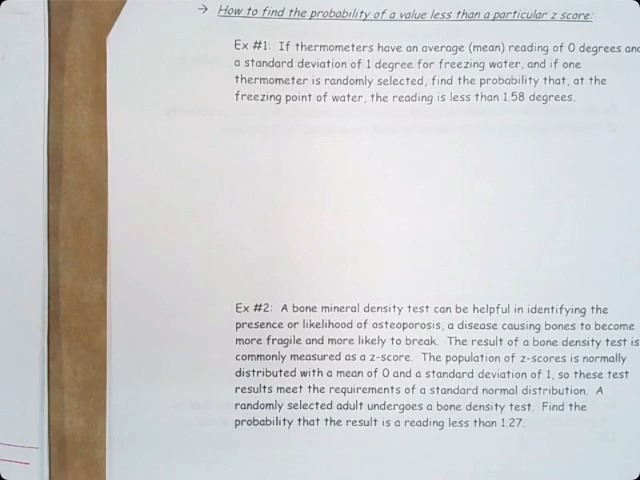 → How to find the probability of a value less than a particular z score:
Ex #1: If thermometers have an average (mean) reading of 0 degrees and
a standard deviation of 1 degree for freezing water, and if one
thermometer is randomly selected, find the probability that, at the
freezing point of water, the reading is less than 1.58 degrees.
Ex #2: A bone mineral density test can be helpful in identifying the
presence or likelihood of osteoporosis, a disease causing bones to become
more fragile and more likely to break. The result of a bone density test is
commonly measured as a z-score. The population of z-scores is normally
distributed with a mean of 0 and a standard deviation of 1, so these test
results meet the requirements of a standard normal distribution. A
randomly selected adult undergoes a bone density test. Find the
probability that the result is a reading less than 1.27.